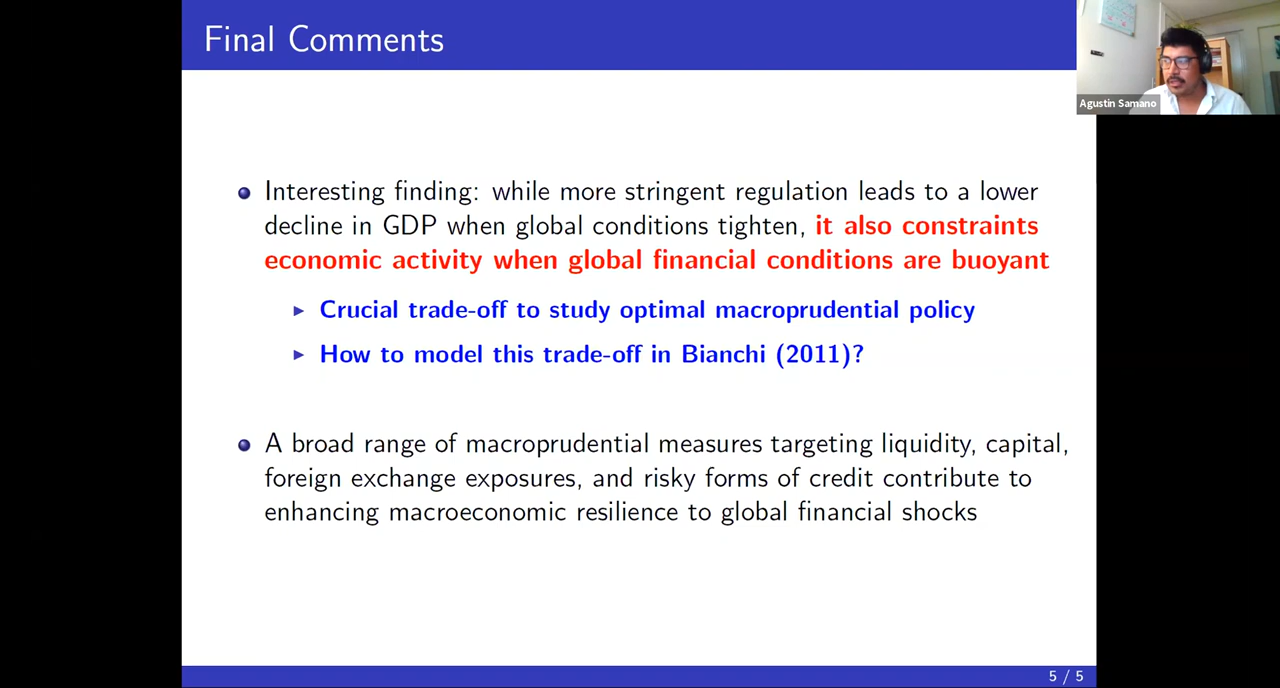 Final Comments
Agustin Samano
Interesting finding: while more stringent regulation leads to a lower
decline in GDP when global conditions tighten, it also constraints
economic activity when global financial conditions are buoyant
Crucial trade-off to study optimal macroprudential policy
How to model this trade-off in Bianchi (2011)?
A broad range of macroprudential measures targeting liquidity, capital,
foreign exchange exposures, and risky forms of credit contribute to
enhancing macroeconomic resilience to global financial shocks
5 / 5